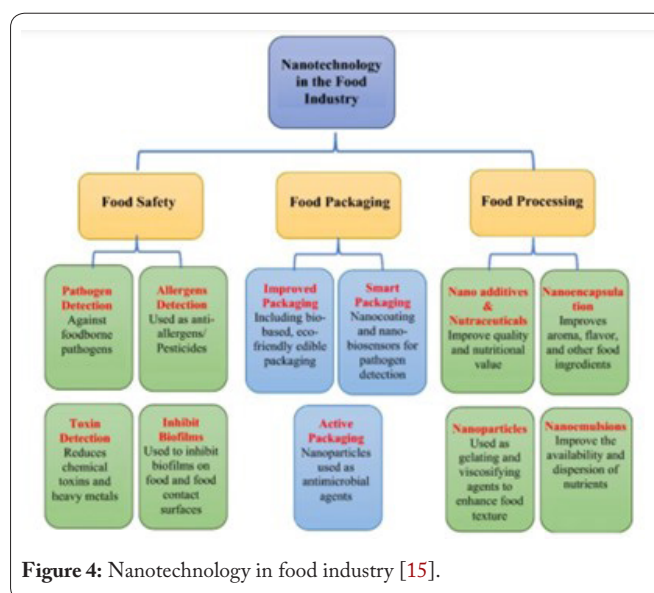 Nanotechnology
in the Food
Industry
Food Safety
Food Packaging
Food Processing
Pathogen
Detection
Against
foodborne
pathogens
Allergens
Detection
Used as anti-
allergens/
Pesticides
Improved
Packaging
Including bio-
based, eco-
friendly edible
packaging
Smart
Packaging
Nanocoating
and nano-
biosensors for
pathogen
detection
Nano additives
&
Nutraceuticals
Improve quality
and nutritional
value
Nanoencapsula
tion
Improves
aroma, flavor,
and other food
ingredients
Toxin
Detection
Reduces
chemical
toxins and
heavy metals
Inhibit
Biofilms
Used to inhibit
biofilms on
food and food
contact
surfaces
Active
Packaging
Nanoparticles
used as
antimicrobial
agents
Nanoparticles
Used as
gelating and
viscosifying
agents to
enhance food
texture
Nanoemulsions
Improve the
availability and
dispersion of
nutrients
Figure 4: Nanotechnology in food industry [15].